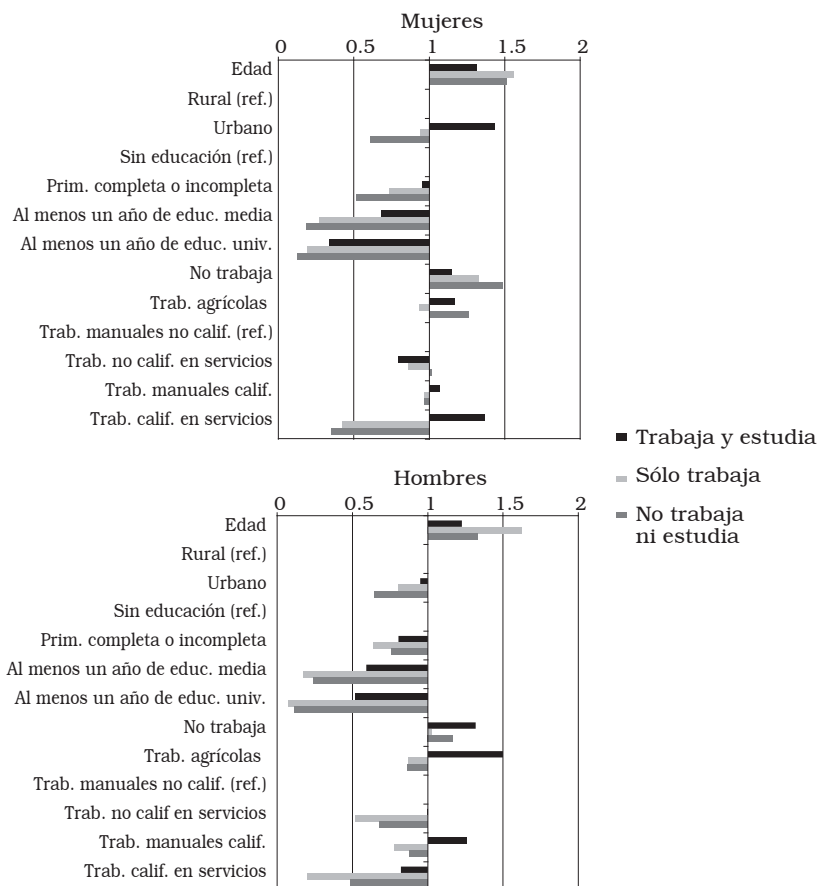 Mujeres
0 0.5 1 1.5 2
Edad
Rural (ref.)
Urbano
Sin educación (ref.)
Prim. completa o incompleta
Al menos un año de educ. media
Al menos un año de educ. univ.
No trabaja
Trab. agrícolas
Trab. manuales no calif. (ref.)
Trab. no calif. en servicios
Trab. manuales calif.
Trab. calif. en servicios
Trabaja y estudia
Sólo trabaja
No trabaja
ni estudia
Hombres
0 0.5 1 1.5 2
Edad
Rural (ref.)
Urbano
Sin educación (ref.)
Prim. completa o incompleta
Al menos un año de educ. media
Al menos un año de educ. univ.
No trabaja
Trab. agrícolas
Trab. manuales no calif. (ref.)
Trab. no calif en servicios
Trab. manuales calif.
Trab. calif. en servicios